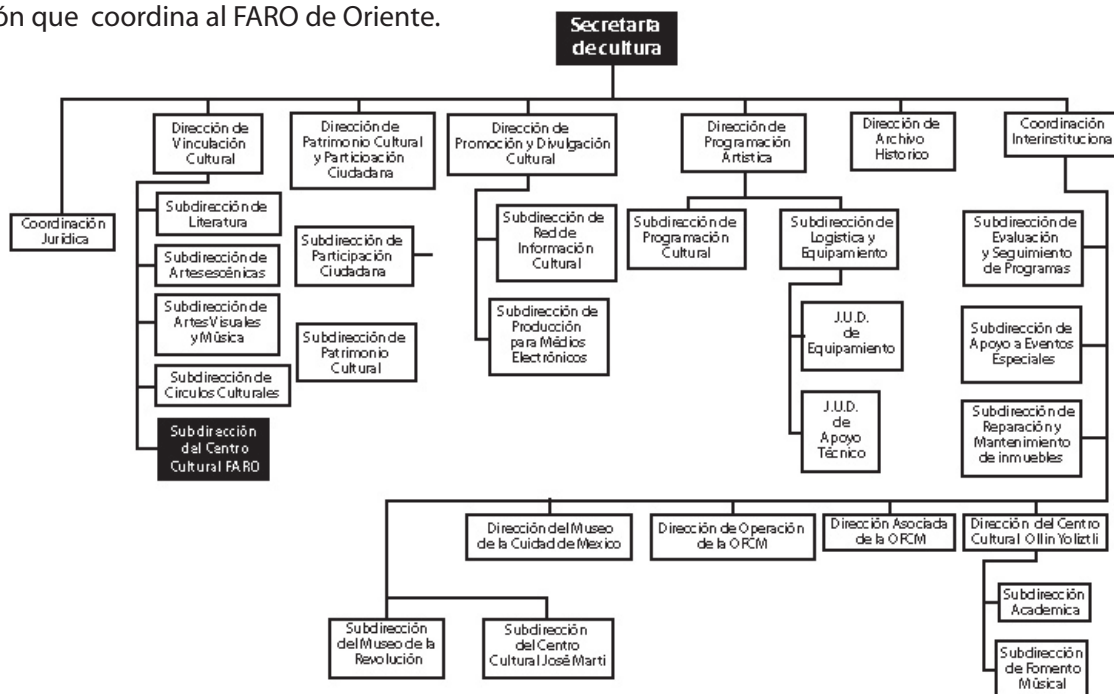 ón que coordina al FARO de Oriente.
Secretaria
de cultura
Dirección de
Vinculación
Cultural
Dirección de
Patrimonio Cultural
y Particioación
Ciudadana
Dirección de
Promoción y Divulgación
Cultural
Dirección de
Programación
Artistica
Dirección de
Archivo
Historico
Coordinación
Interinstituciona
Coordinación
Jurídica
Subdirección de
Literatura
Subdirección de
Artes escénicas
Subdirección de
Artes Visuales
y Música
Subdirección de
Circulos Culturales
Subdirección
del Centro
Cultural FARO
Subdirección de
Participación
Ciudadana
Subdirección de
Patrimonio
Cultural
Subdirección de
Red de
Información
Cultural
Subdirección de
Producción
para Médios
Electrónicos
Subdirección de
Programación
Cultural
Subdirección de
Logística y
Equipamiento
J.U.D.
de
Equipamiento
J.U.D.
de
Apoyo
Técnico
Subdirección de
Evaluación
y Seguimiento
de Programas
Subdirección de
Apoyo a Eventos
Especiales
Subdirección de
Reparación y
Mantenimiento
de inmuebles
Dirección del Museo
de la Cuidad de Mexico
Dirección de Operación
de la OFCM
Dirección Asociada
de la OFCM
Dirección del Centro
Cultural Ollin Yoliztli
Subdirección
del Museo de la
Revolución
Subdirección
del Centro
Cultural José Marti
Subdirección
Academica
Subdirección
de Fomento
Músical